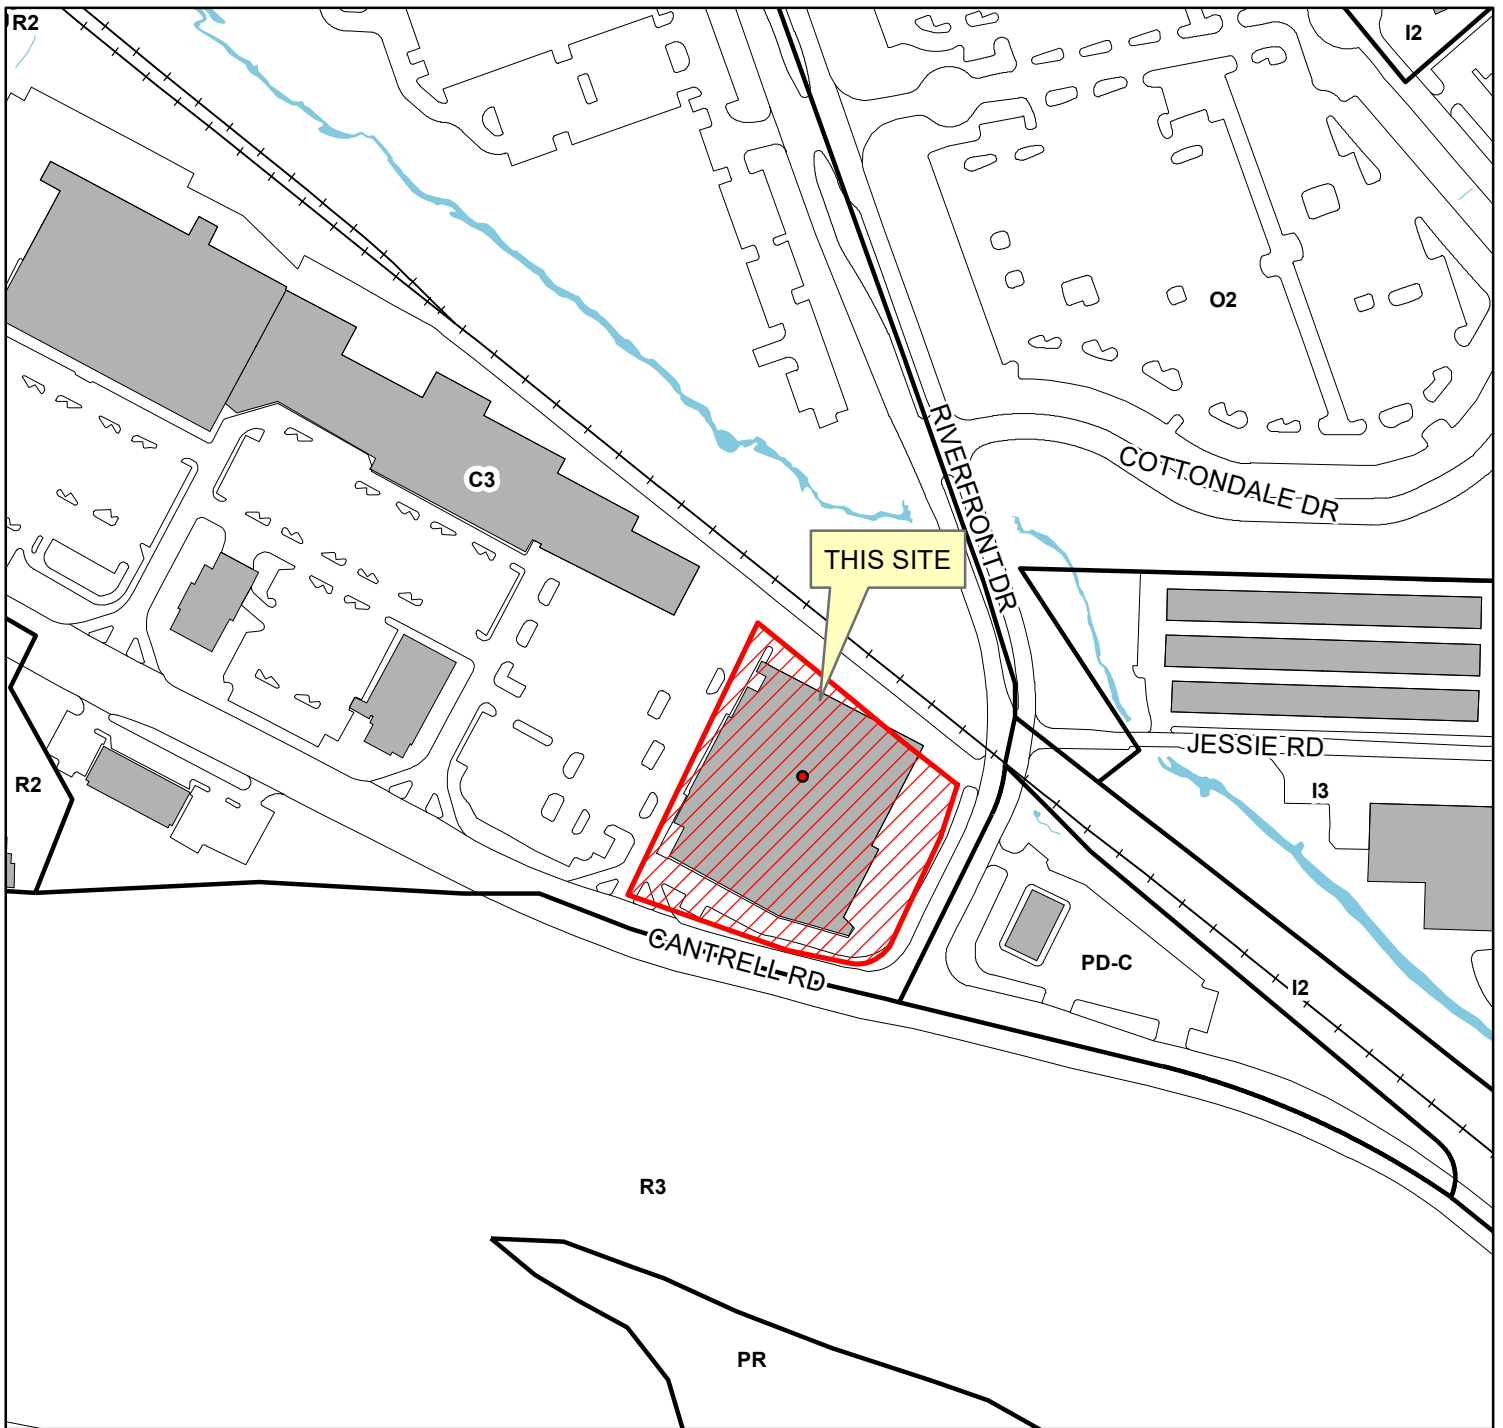 R2
I2
O2
RIVERFRONT DR
COTTONDALE DR
C3
THIS SITE
JESSIE RD
R2
I3
CANTRELL RD
PD-C
I2
R3
PR